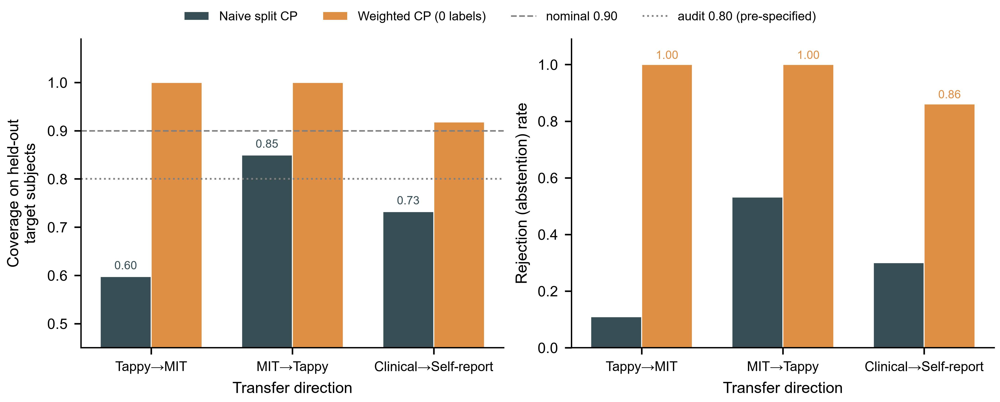 Naive split CP
Weighted CP (0 labels)
nominal 0.90
audit 0.80 (pre-specified)
Coverage on held-out
target subjects
1.0
0.9
0.8
0.7
0.6
0.5
0.60
0.85
0.73
Tappy→MIT
MIT→Tappy
Clinical→Self-report
Transfer direction
Rejection (abstention) rate
1.0
0.8
0.6
0.4
0.2
0.0
1.00
1.00
0.86
Tappy→MIT
MIT→Tappy
Clinical→Self-report
Transfer direction